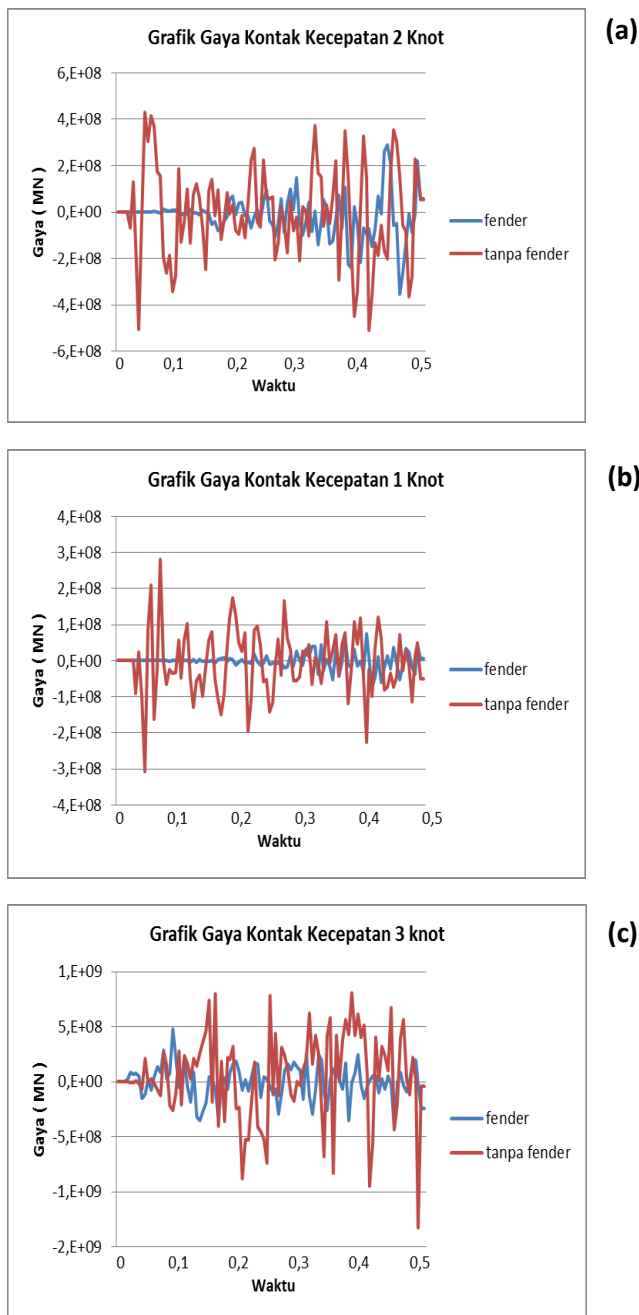 (a)
Grafik Gaya Kontak Kecepatan 2 Knot
6,E+08
4,E+08
2,E+08
0,E+00
-2,E+08
-4,E+08
-6,E+08
Gaya ( MN )
0 0,1 0,2 0,3 0,4 0,5
Waktu
fender
tanpa fender
(b)
Grafik Gaya Kontak Kecepatan 1 Knot
4,E+08
3,E+08
2,E+08
1,E+08
0,E+00
-1,E+08
-2,E+08
-3,E+08
-4,E+08
Gaya ( MN )
0 0,1 0,2 0,3 0,4 0,5
Waktu
fender
tanpa fender
(c)
Grafik Gaya Kontak Kecepatan 3 knot
1,E+09
5,E+08
0,E+00
-5,E+08
-1,E+09
-2,E+09
Gaya ( MN )
0 0,1 0,2 0,3 0,4 0,5
Waktu
fender
tanpa fender